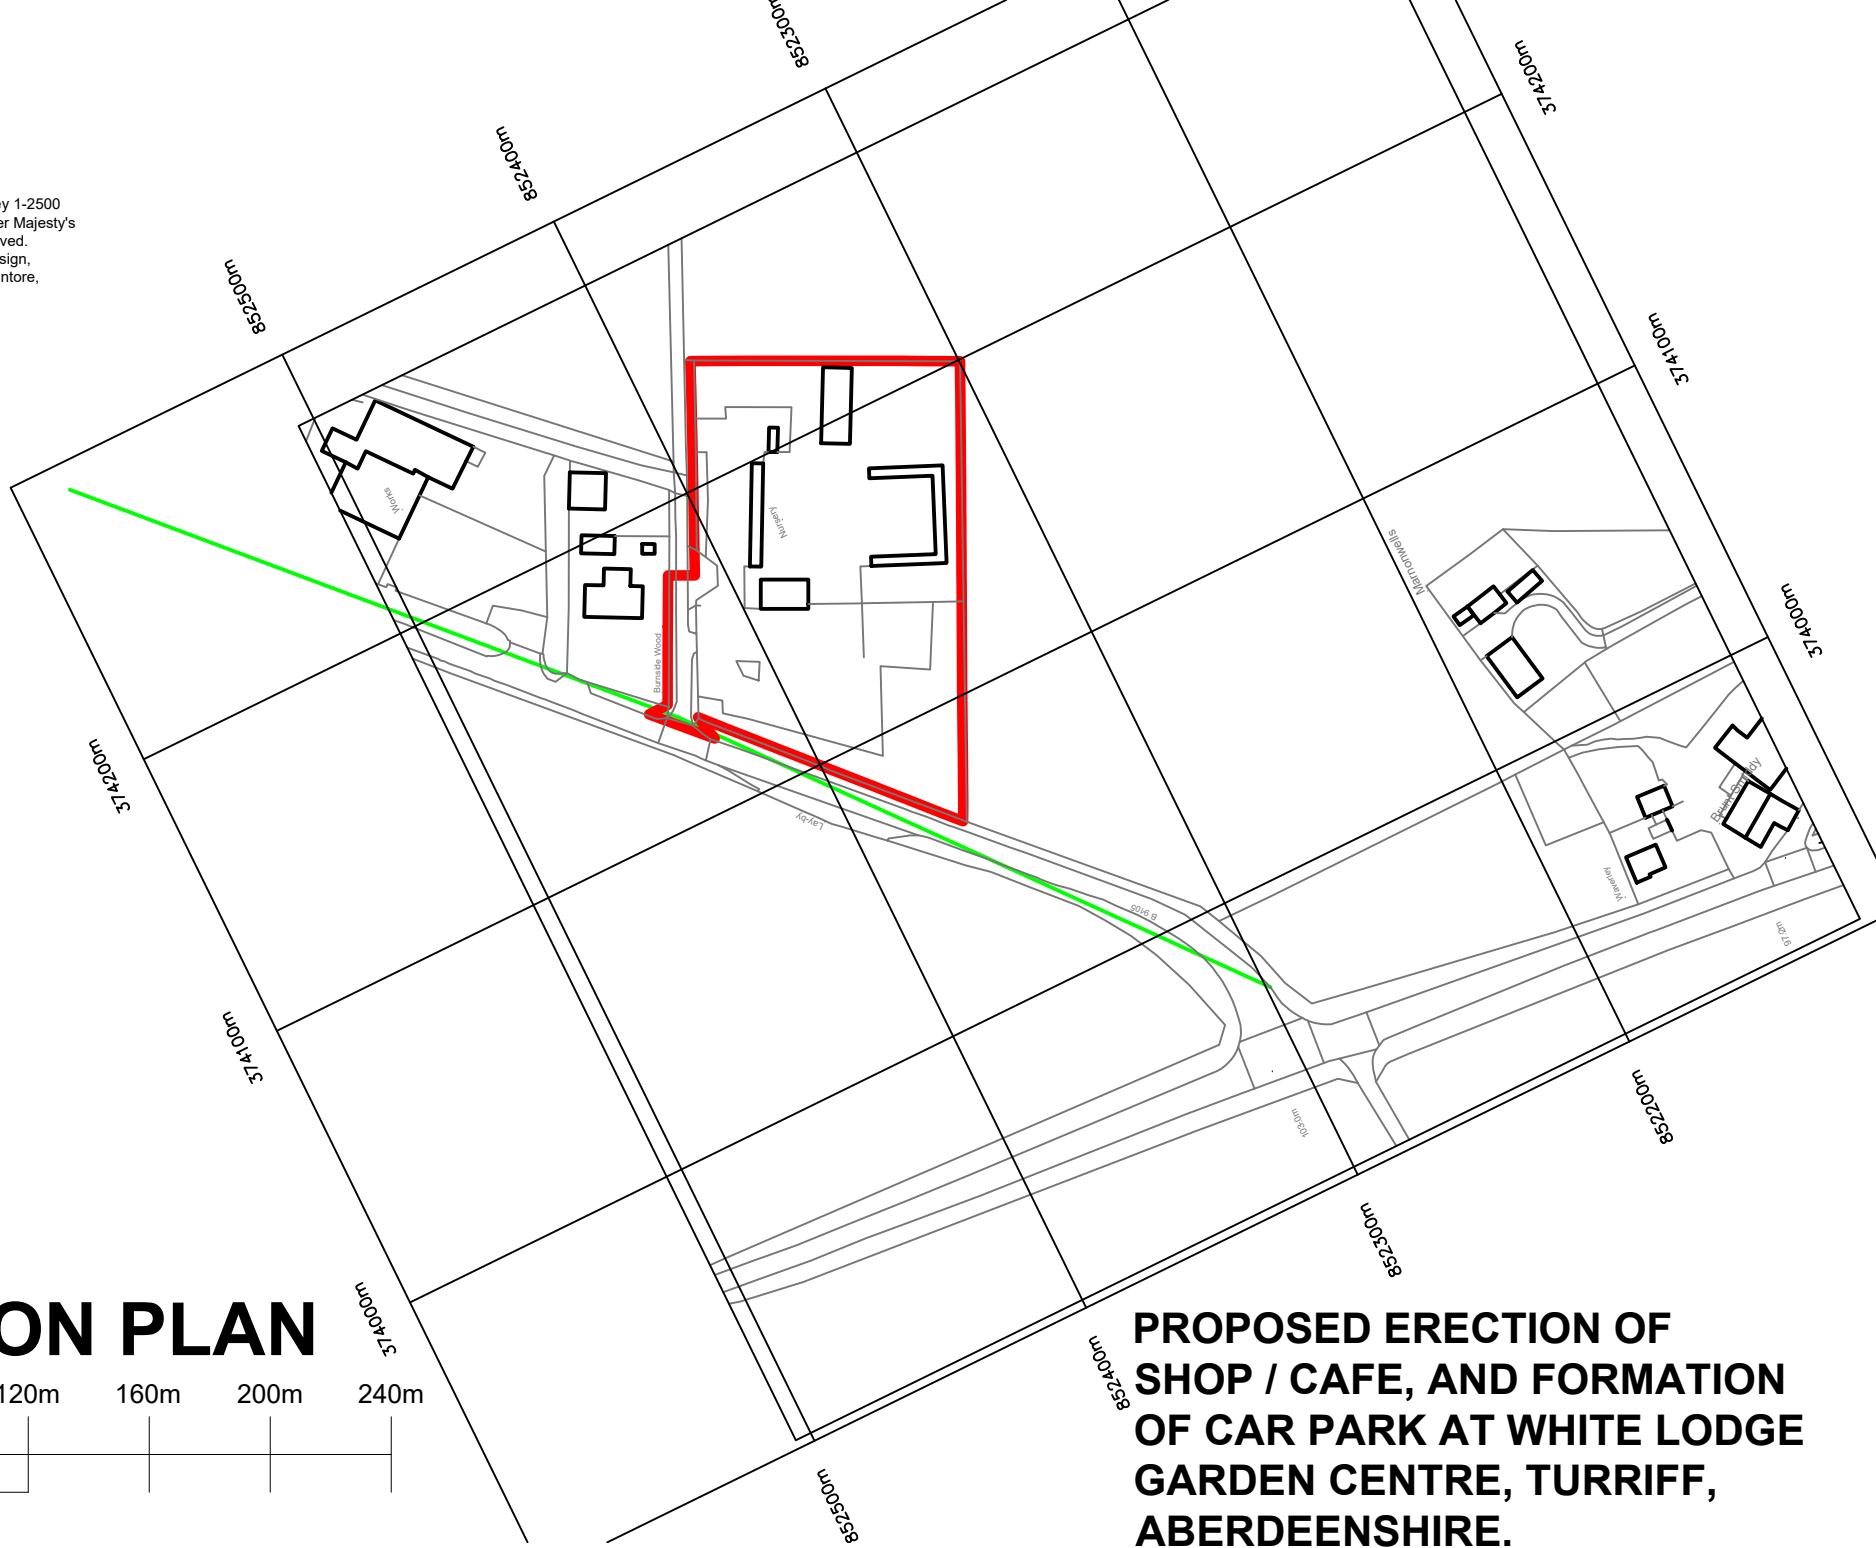 852300m
374200m
852400m
y 1-2500
er Majesty's
ved.
sign,
ntore,
852500m
374100m
Works
Nursery
Marnonwells
374000m
Burnside Wood
374200m
Lay-by
Waverley
B 9105
97.0m
374100m
103.0m
852200m
852300m
374000m
ON PLAN
120m 160m 200m 240m
852400m
852500m
PROPOSED ERECTION OF
SHOP / CAFE, AND FORMATION
OF CAR PARK AT WHITE LODGE
GARDEN CENTRE, TURRIFF,
ABERDEENSHIRE.